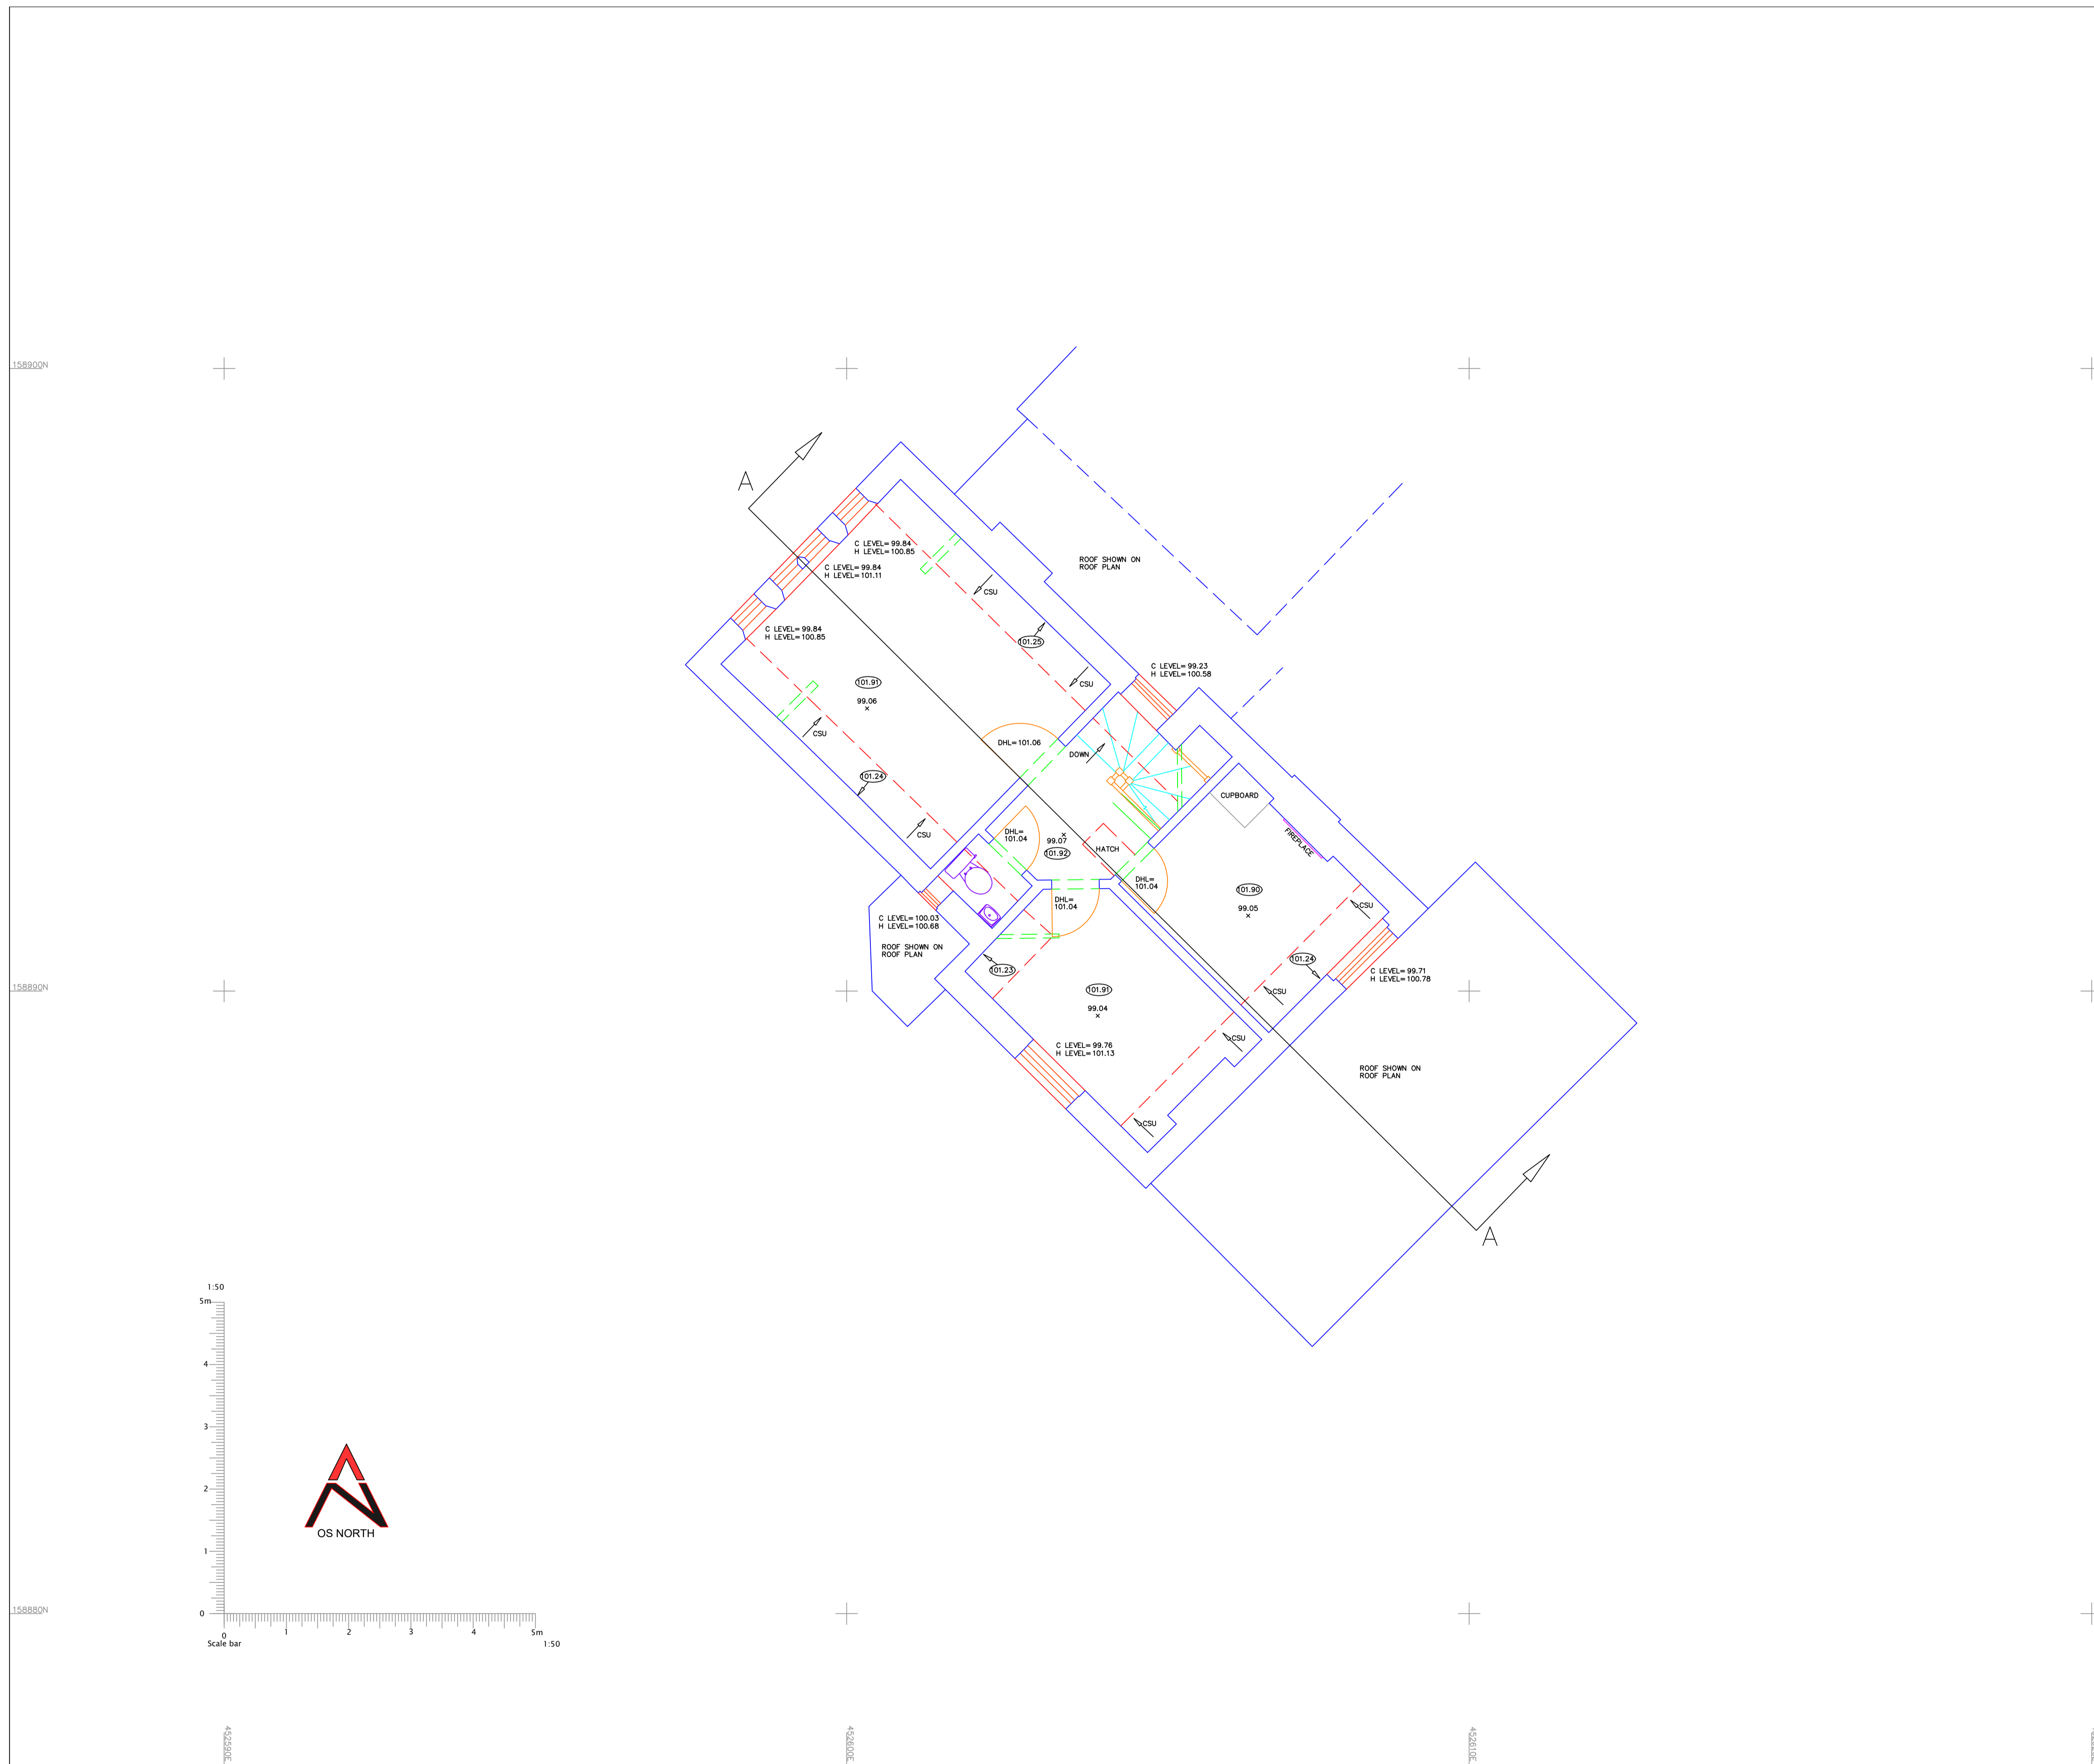 158900N
A
C LEVEL= 99.84
H LEVEL=100.85
C LEVEL= 99.84
H LEVEL=101.11
ROOF SHOWN ON
ROOF PLAN
CSU
C LEVEL= 99.84
H LEVEL=100.85
101.25
C LEVEL= 99.23
H LEVEL=100.58
CSU
101.91
99.06
CSU
DHL=101.06
DOWN
101.24
CUPBOARD
CSU
DHL=
101.04
99.07
101.92
HATCH
FIREPLACE
DHL=
101.04
101.90
99.05
CSU
DHL=
101.04
C LEVEL=100.03
H LEVEL=100.68
ROOF SHOWN ON
ROOF PLAN
101.23
101.24
C LEVEL= 99.71
H LEVEL=100.78
158890N
101.91
CSU
99.04
CSU
C LEVEL= 99.76
H LEVEL=101.13
ROOF SHOWN ON
ROOF PLAN
CSU
A
1:50
5m
4
3
2
1
0
OS NORTH
158880N
0
1
2
3
4
5m
Scale bar
1:50
452590E
452600E
452610E